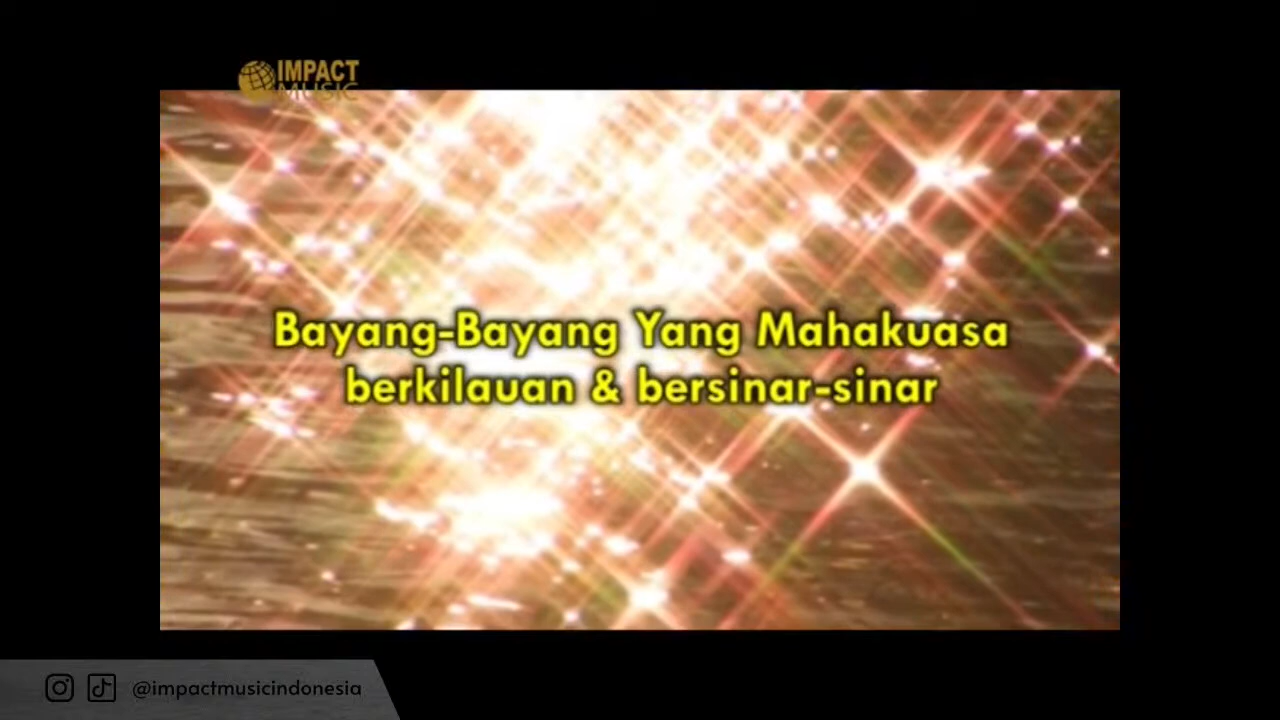 IMPACT
MUSIC
Bayang-Bayang Yang Mahakuasa
berkilauan & bersinar-sinar
@impactmusicindonesia